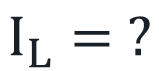 I_L = ?